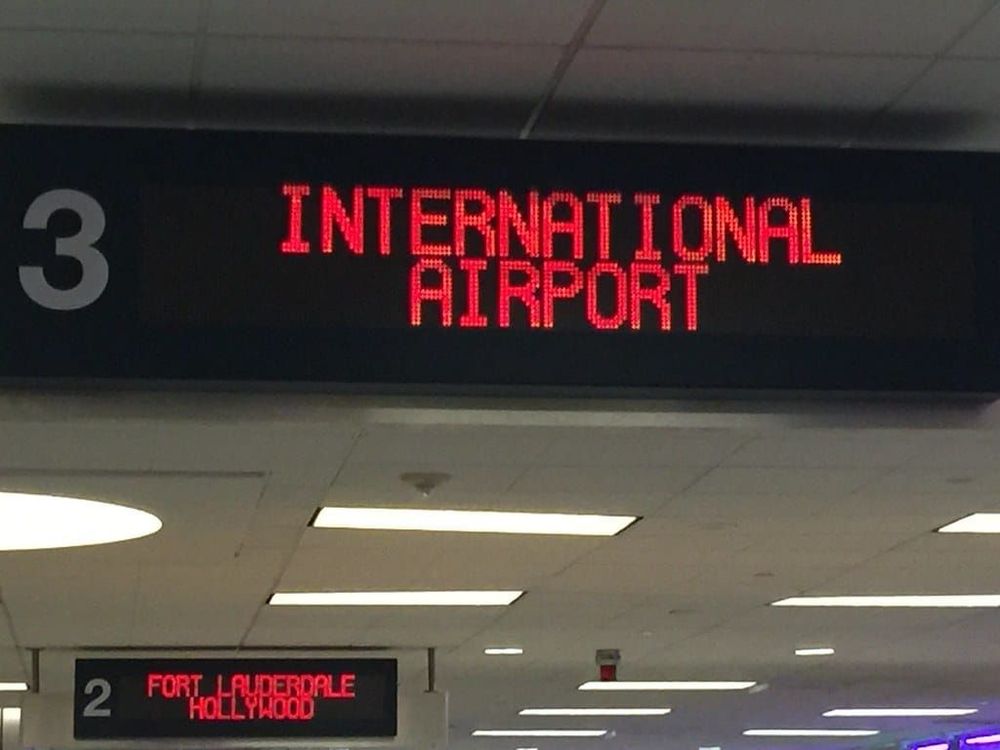 3
INTERNATIONAL
AIRPORT
2
FORT LAUDERDALE
HOLLYWOOD